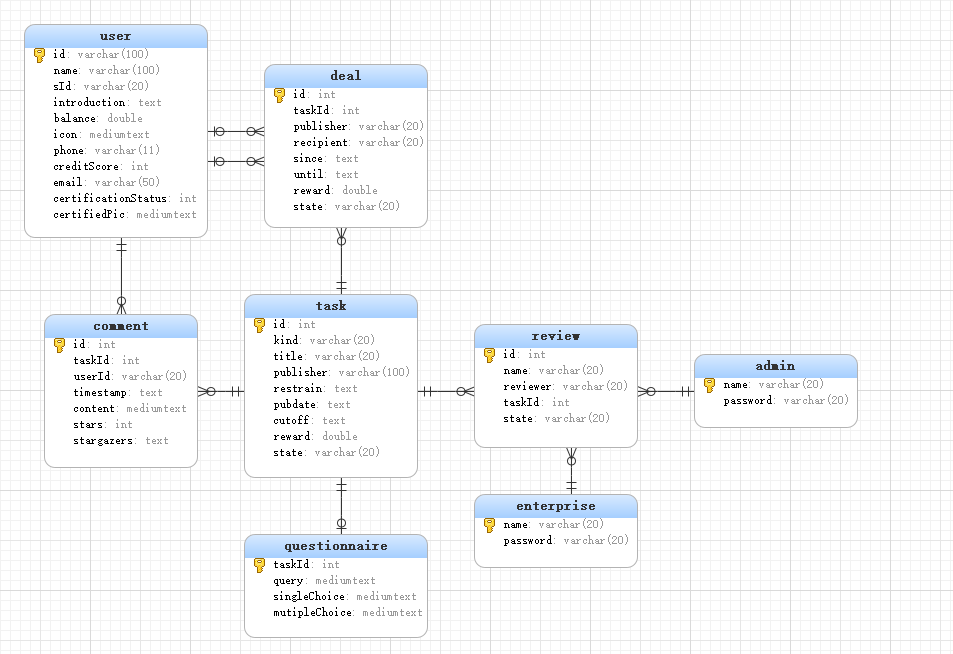 user
id: varchar(100)
name: varchar(100)
sId: varchar(20)
introduction: text
balance: double
icon: mediumtext
phone: varchar(11)
creditScore: int
email: varchar(50)
certificationStatus: int
certifiedPic: mediumtext
deal
id: int
taskId: int
publisher: varchar(20)
recipient: varchar(20)
since: text
until: text
reward: double
state: varchar(20)
comment
id: int
taskId: int
userId: varchar(20)
timestamp: text
content: mediumtext
stars: int
stargazers: text
task
id: int
kind: varchar(20)
title: varchar(20)
publisher: varchar(100)
restrain: text
pubdate: text
cutoff: text
reward: double
state: varchar(20)
review
id: int
name: varchar(20)
reviewer: varchar(20)
taskId: int
state: varchar(20)
admin
name: varchar(20)
password: varchar(20)
enterprise
name: varchar(20)
password: varchar(20)
questionnaire
taskId: int
query: mediumtext
singleChoice: mediumtext
mutipleChoice: mediumtext